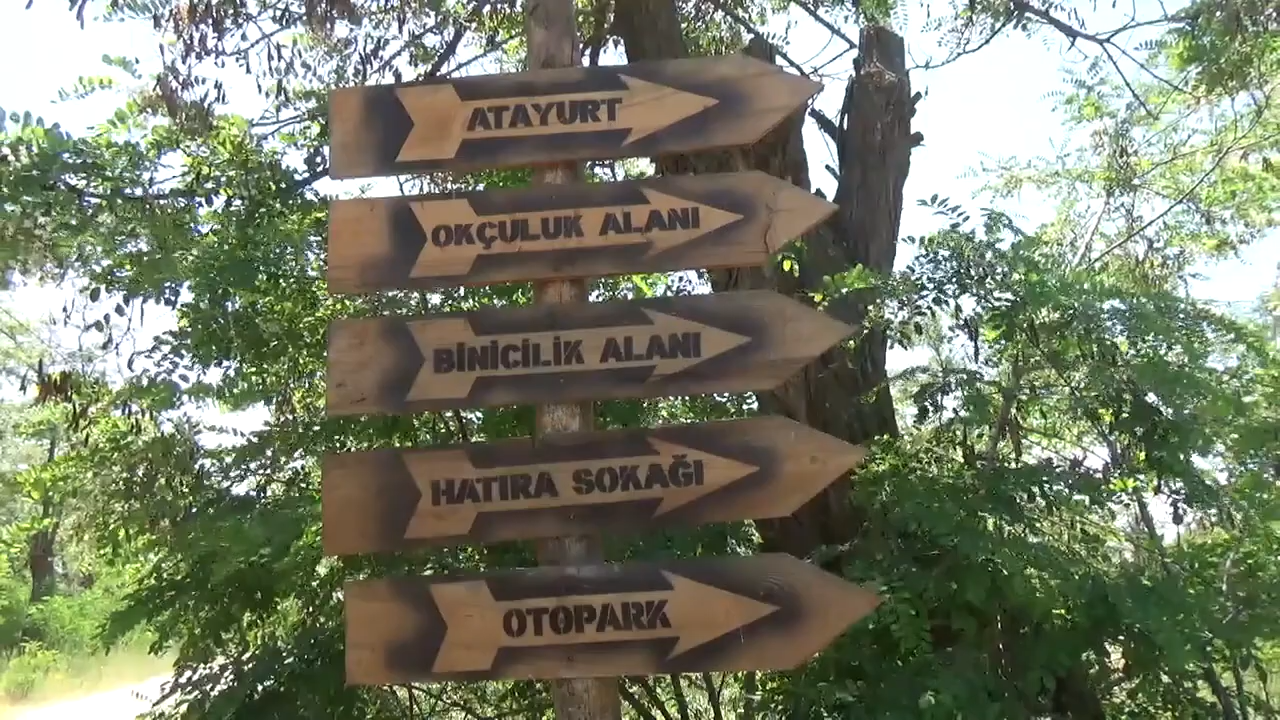 ATAYURT
OKÇULUK ALANI
BİNİCİLİK ALANI
HATIRA SOKAĞI
OTOPARK